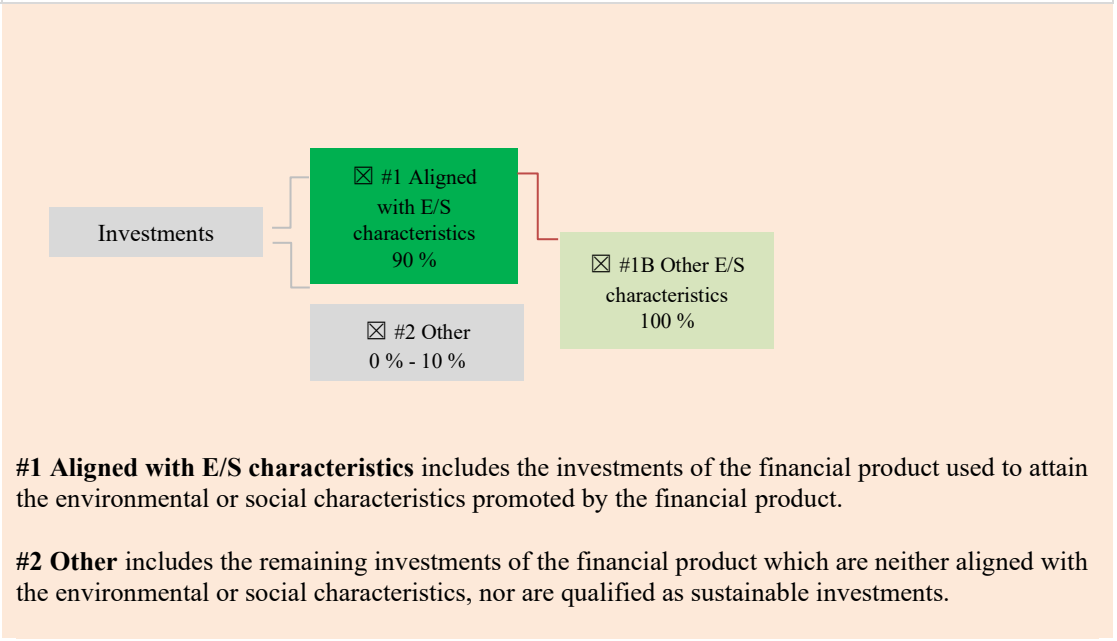 Investments
☒ #1 Aligned
with E/S
characteristics
90 %
☒ #2 Other
0 % - 10 %
☒ #1B Other E/S
characteristics
100 %
#1 Aligned with E/S characteristics includes the investments of the financial product used to attain
the environmental or social characteristics promoted by the financial product.
#2 Other includes the remaining investments of the financial product which are neither aligned with
the environmental or social characteristics, nor are qualified as sustainable investments.